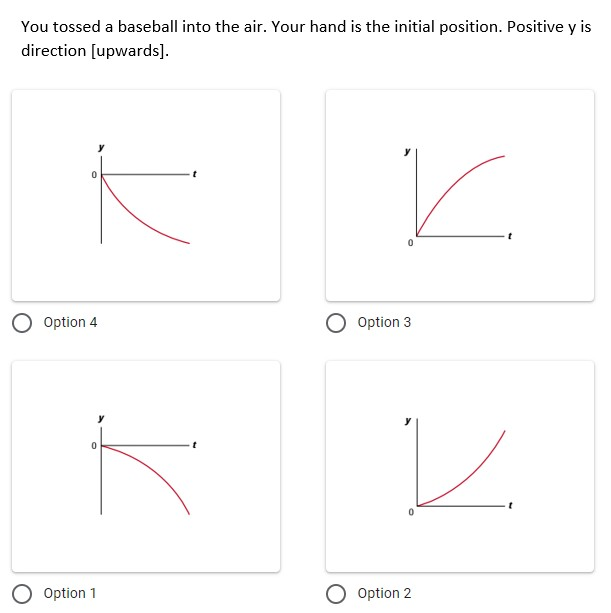 You tossed a baseball into the air. Your hand is the initial position. Positive y is
direction [upwards].
y
0
t
y
0
t
Option 4
Option 3
y
0
t
y
0
t
Option 1
Option 2